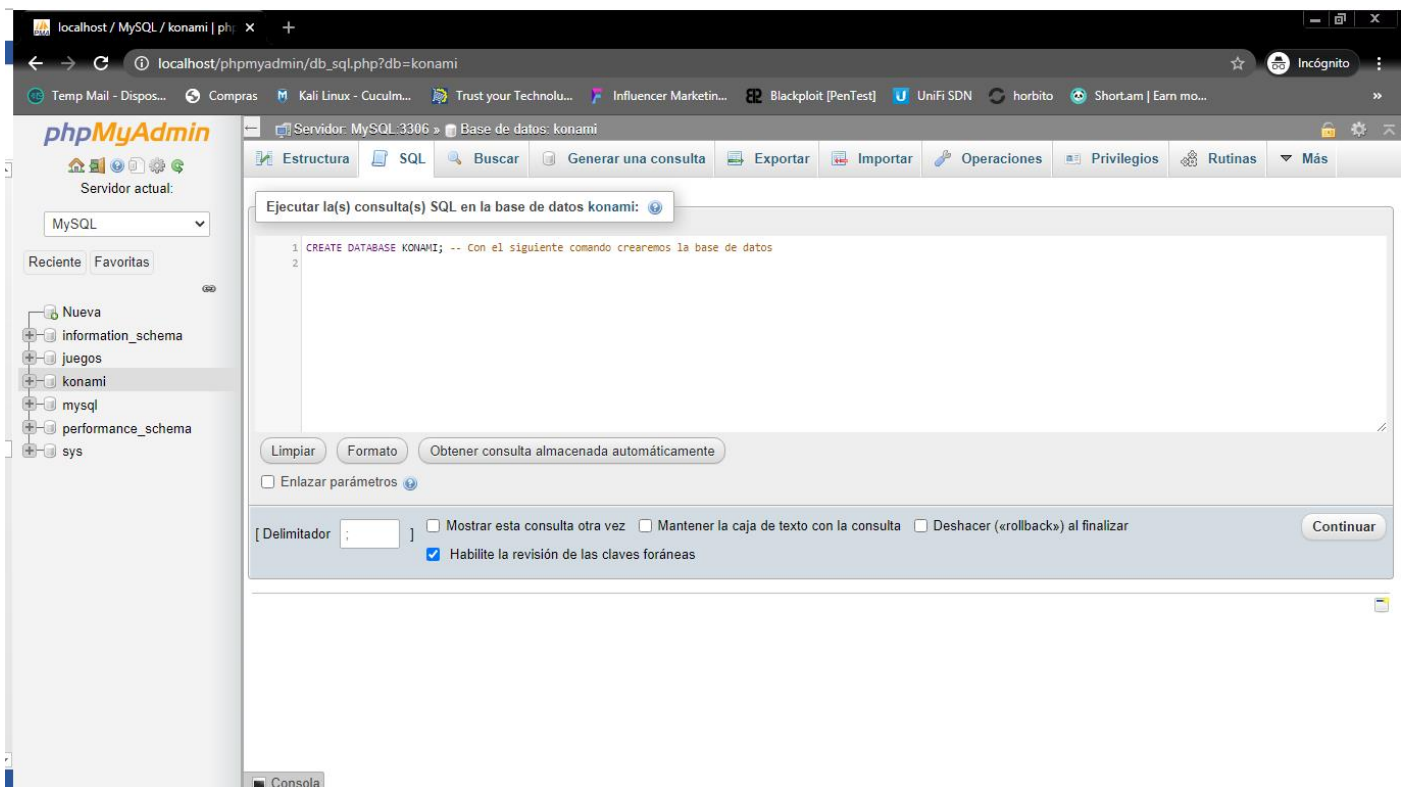 localhost / MySQL / konami | ph
localhost/phpmyadmin/db_sql.php?db=konami
Incógnito
Temp Mail - Dispos... Compras Kali Linux - Cuculm... Trust your Technolu... Influencer Marketin... Blackploit [PenTest] UniFi SDN horbito Short.am | Earn mo... »
phpMyAdmin
Servidor actual:
MySQL
Reciente Favoritas
Nueva
information_schema
juegos
konami
mysql
performance_schema
sys
Servidor: MySQL:3306 » Base de datos: konami
Estructura SQL Buscar Generar una consulta Exportar Importar Operaciones Privilegios Rutinas Más
Ejecutar la(s) consulta(s) SQL en la base de datos konami:
1 CREATE DATABASE KONAMI; -- Con el siguiente comando crearemos la base de datos
2
Limpiar Formato Obtener consulta almacenada automáticamente
Enlazar parámetros
[ Delimitador ; ] Mostrar esta consulta otra vez Mantener la caja de texto con la consulta Deshacer («rollback») al finalizar Continuar
Habilite la revisión de las claves foráneas
Consola